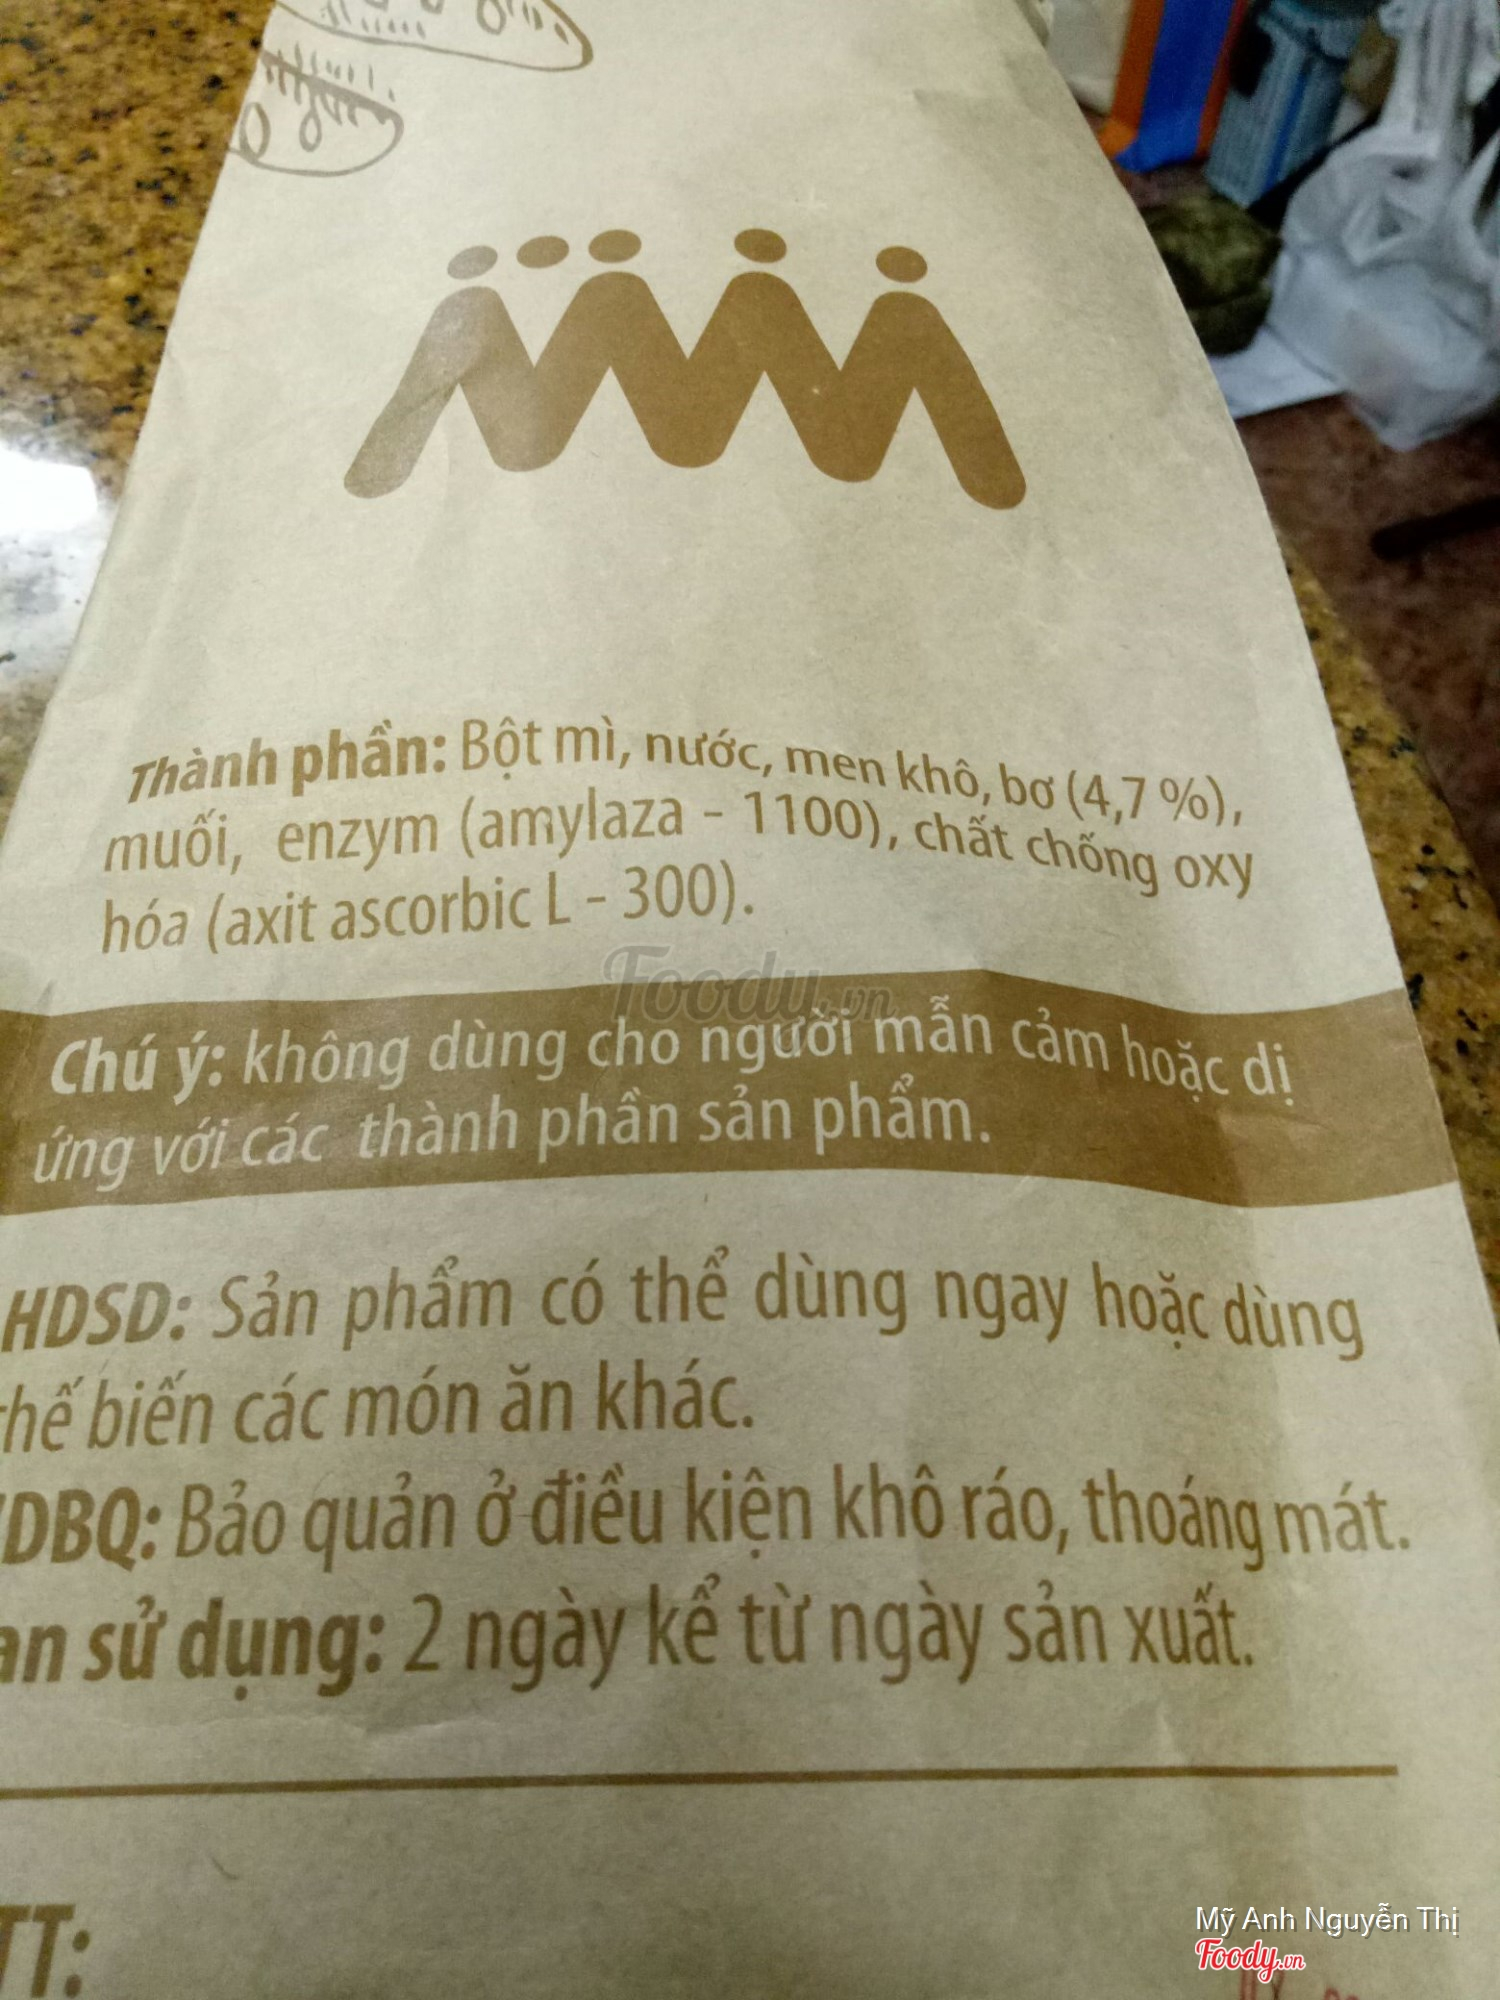 Thành phần: Bột mì, nước, men khô, bơ (4,7 %),
muối, enzym (amylaza - 1100), chất chống oxy
hóa (axit ascorbic L - 300).
Foody.vn
Chú ý: không dùng cho người mẫn cảm hoặc dị
ứng với các thành phần sản phẩm.
HDSD: Sản phẩm có thể dùng ngay hoặc dùng
biến các món ăn khác.
DBQ: Bảo quản ở điều kiện khô ráo, thoáng mát.
an sử dụng: 2 ngày kể từ ngày sản xuất.
TT:
Mỹ Anh Nguyễn Thị
Foody.vn